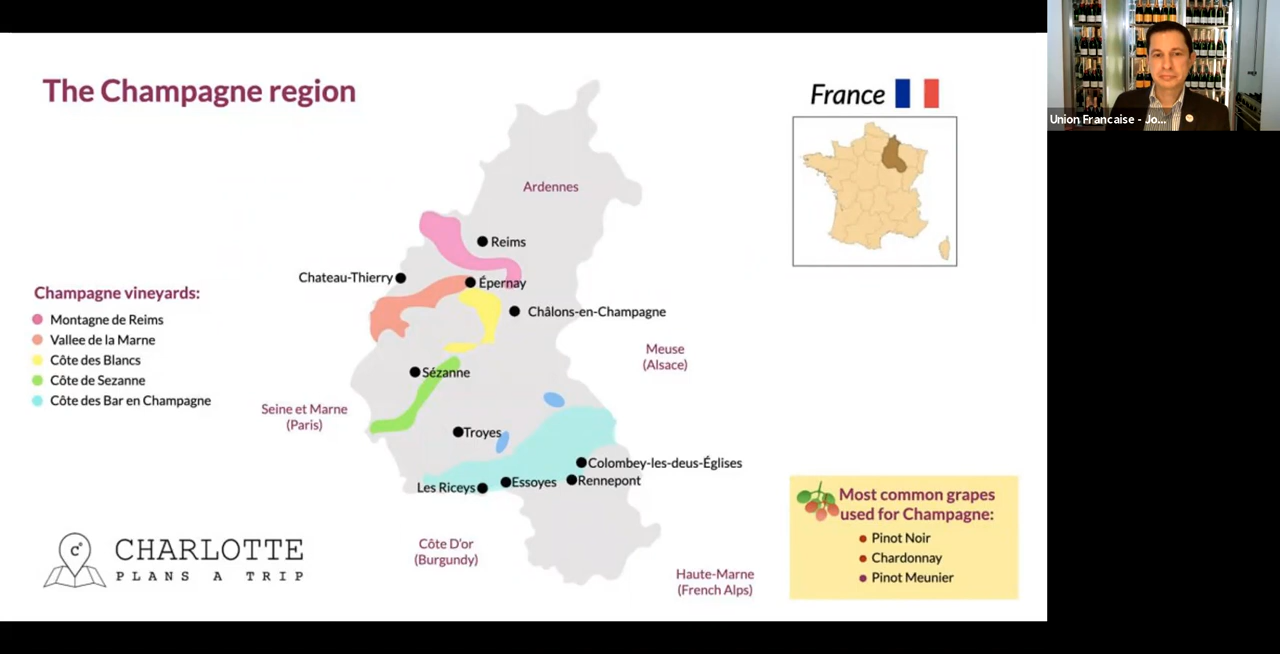 The Champagne region
France
Union Francaise - Jo...
Ardennes
Reims
Chateau-Thierry
Épernay
Châlons-en-Champagne
Champagne vineyards:
Montagne de Reims
Vallee de la Marne
Côte des Blancs
Côte de Sezanne
Côte des Bar en Champagne
Meuse
(Alsace)
Sézanne
Seine et Marne
(Paris)
Troyes
Colombey-les-deus-Églises
Rennepont
Essoyes
Les Riceys
Côte D'or
(Burgundy)
Haute-Marne
(French Alps)
C°
CHARLOTTE
PLANS A TRIP
Most common grapes
used for Champagne:
Pinot Noir
Chardonnay
Pinot Meunier